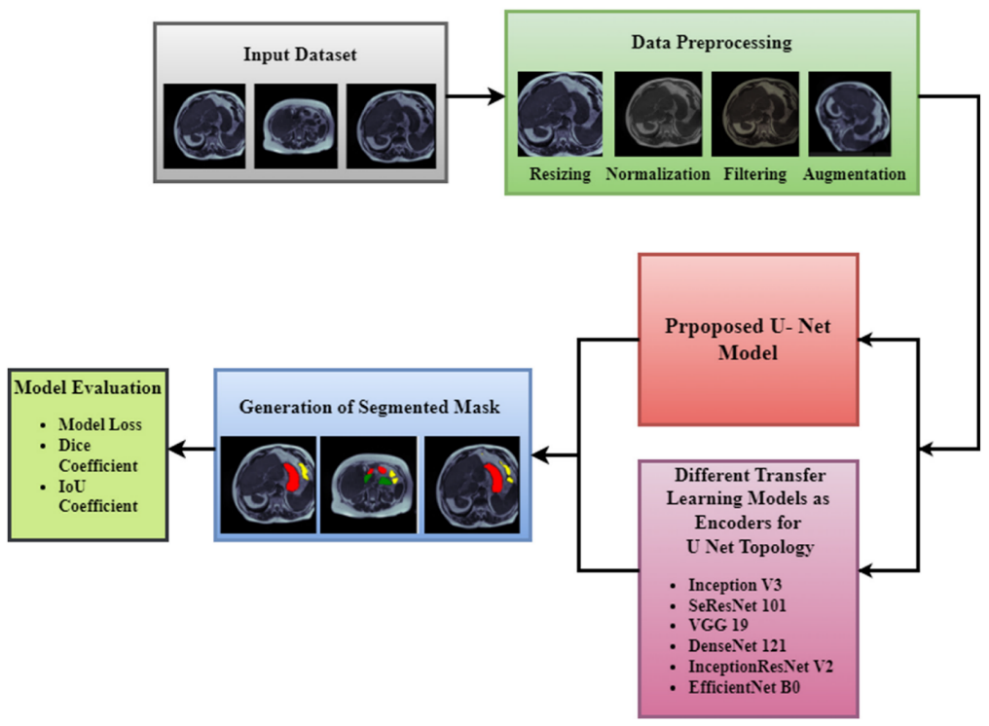 Input Dataset
Data Preprocessing
Resizing
Normalization
Filtering
Augmentation
Prpoposed U- Net
Model
Different Transfer
Learning Models as
Encoders for
U Net Topology
• Inception V3
• SeResNet 101
• VGG 19
• DenseNet 121
• InceptionResNet V2
• EfficientNet B0
Generation of Segmented Mask
Model Evaluation
• Model Loss
• Dice
Coefficient
• IoU
Coefficient